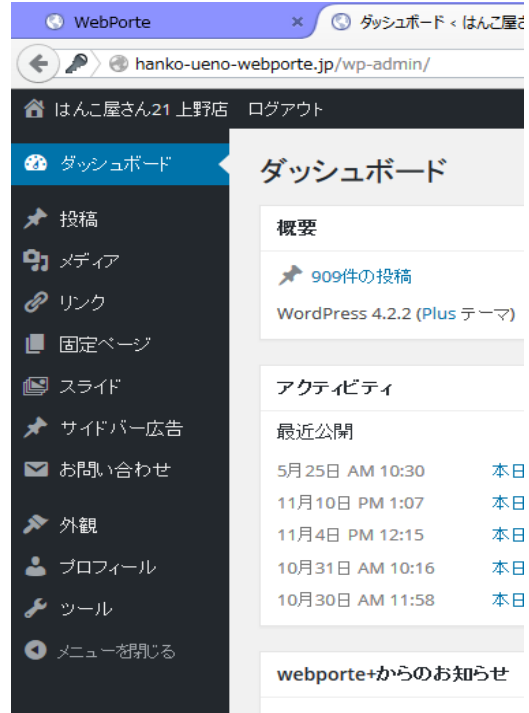 WebPorte
ダッシュボード < はんこ屋さ
hanko-ueno-webporte.jp/wp-admin/
はんこ屋さん21 上野店 ログアウト
ダッシュボード
投稿
メディア
リンク
固定ページ
スライド
サイドバー広告
お問い合わせ
外観
プロフィール
ツール
メニューを閉じる
ダッシュボード
概要
909件の投稿
WordPress 4.2.2 (Plus テーマ)
アクティビティ
最近公開
5月25日 AM 10:30 本日
11月10日 PM 1:07 本日
11月4日 PM 12:15 本日
10月31日 AM 10:16 本日
10月30日 AM 11:58 本日
webporte+からのお知らせ